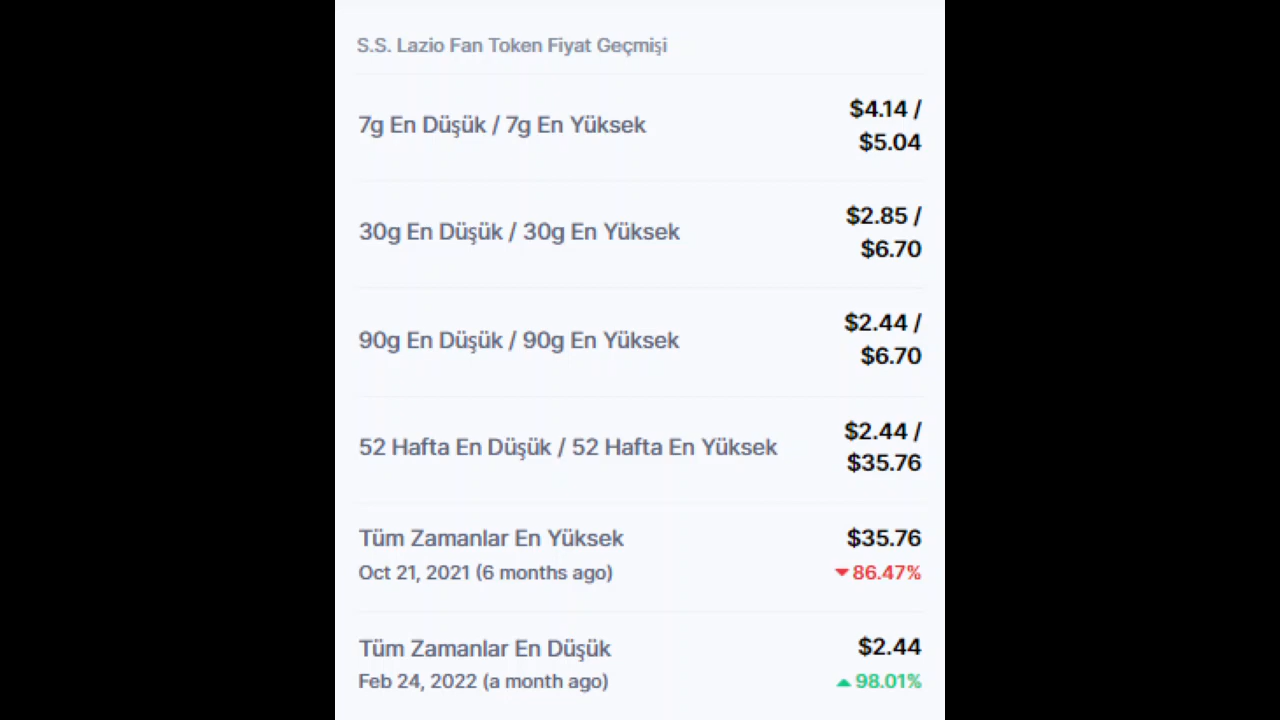 S.S. Lazio Fan Token Fiyat Geçmişi
7g En Düşük / 7g En Yüksek
$4.14 /
$5.04
30g En Düşük / 30g En Yüksek
$2.85 /
$6.70
90g En Düşük / 90g En Yüksek
$2.44 /
$6.70
52 Hafta En Düşük / 52 Hafta En Yüksek
$2.44 /
$35.76
Tüm Zamanlar En Yüksek
$35.76
Oct 21, 2021 (6 months ago)
86.47%
Tüm Zamanlar En Düşük
$2.44
Feb 24, 2022 (a month ago)
98.01%